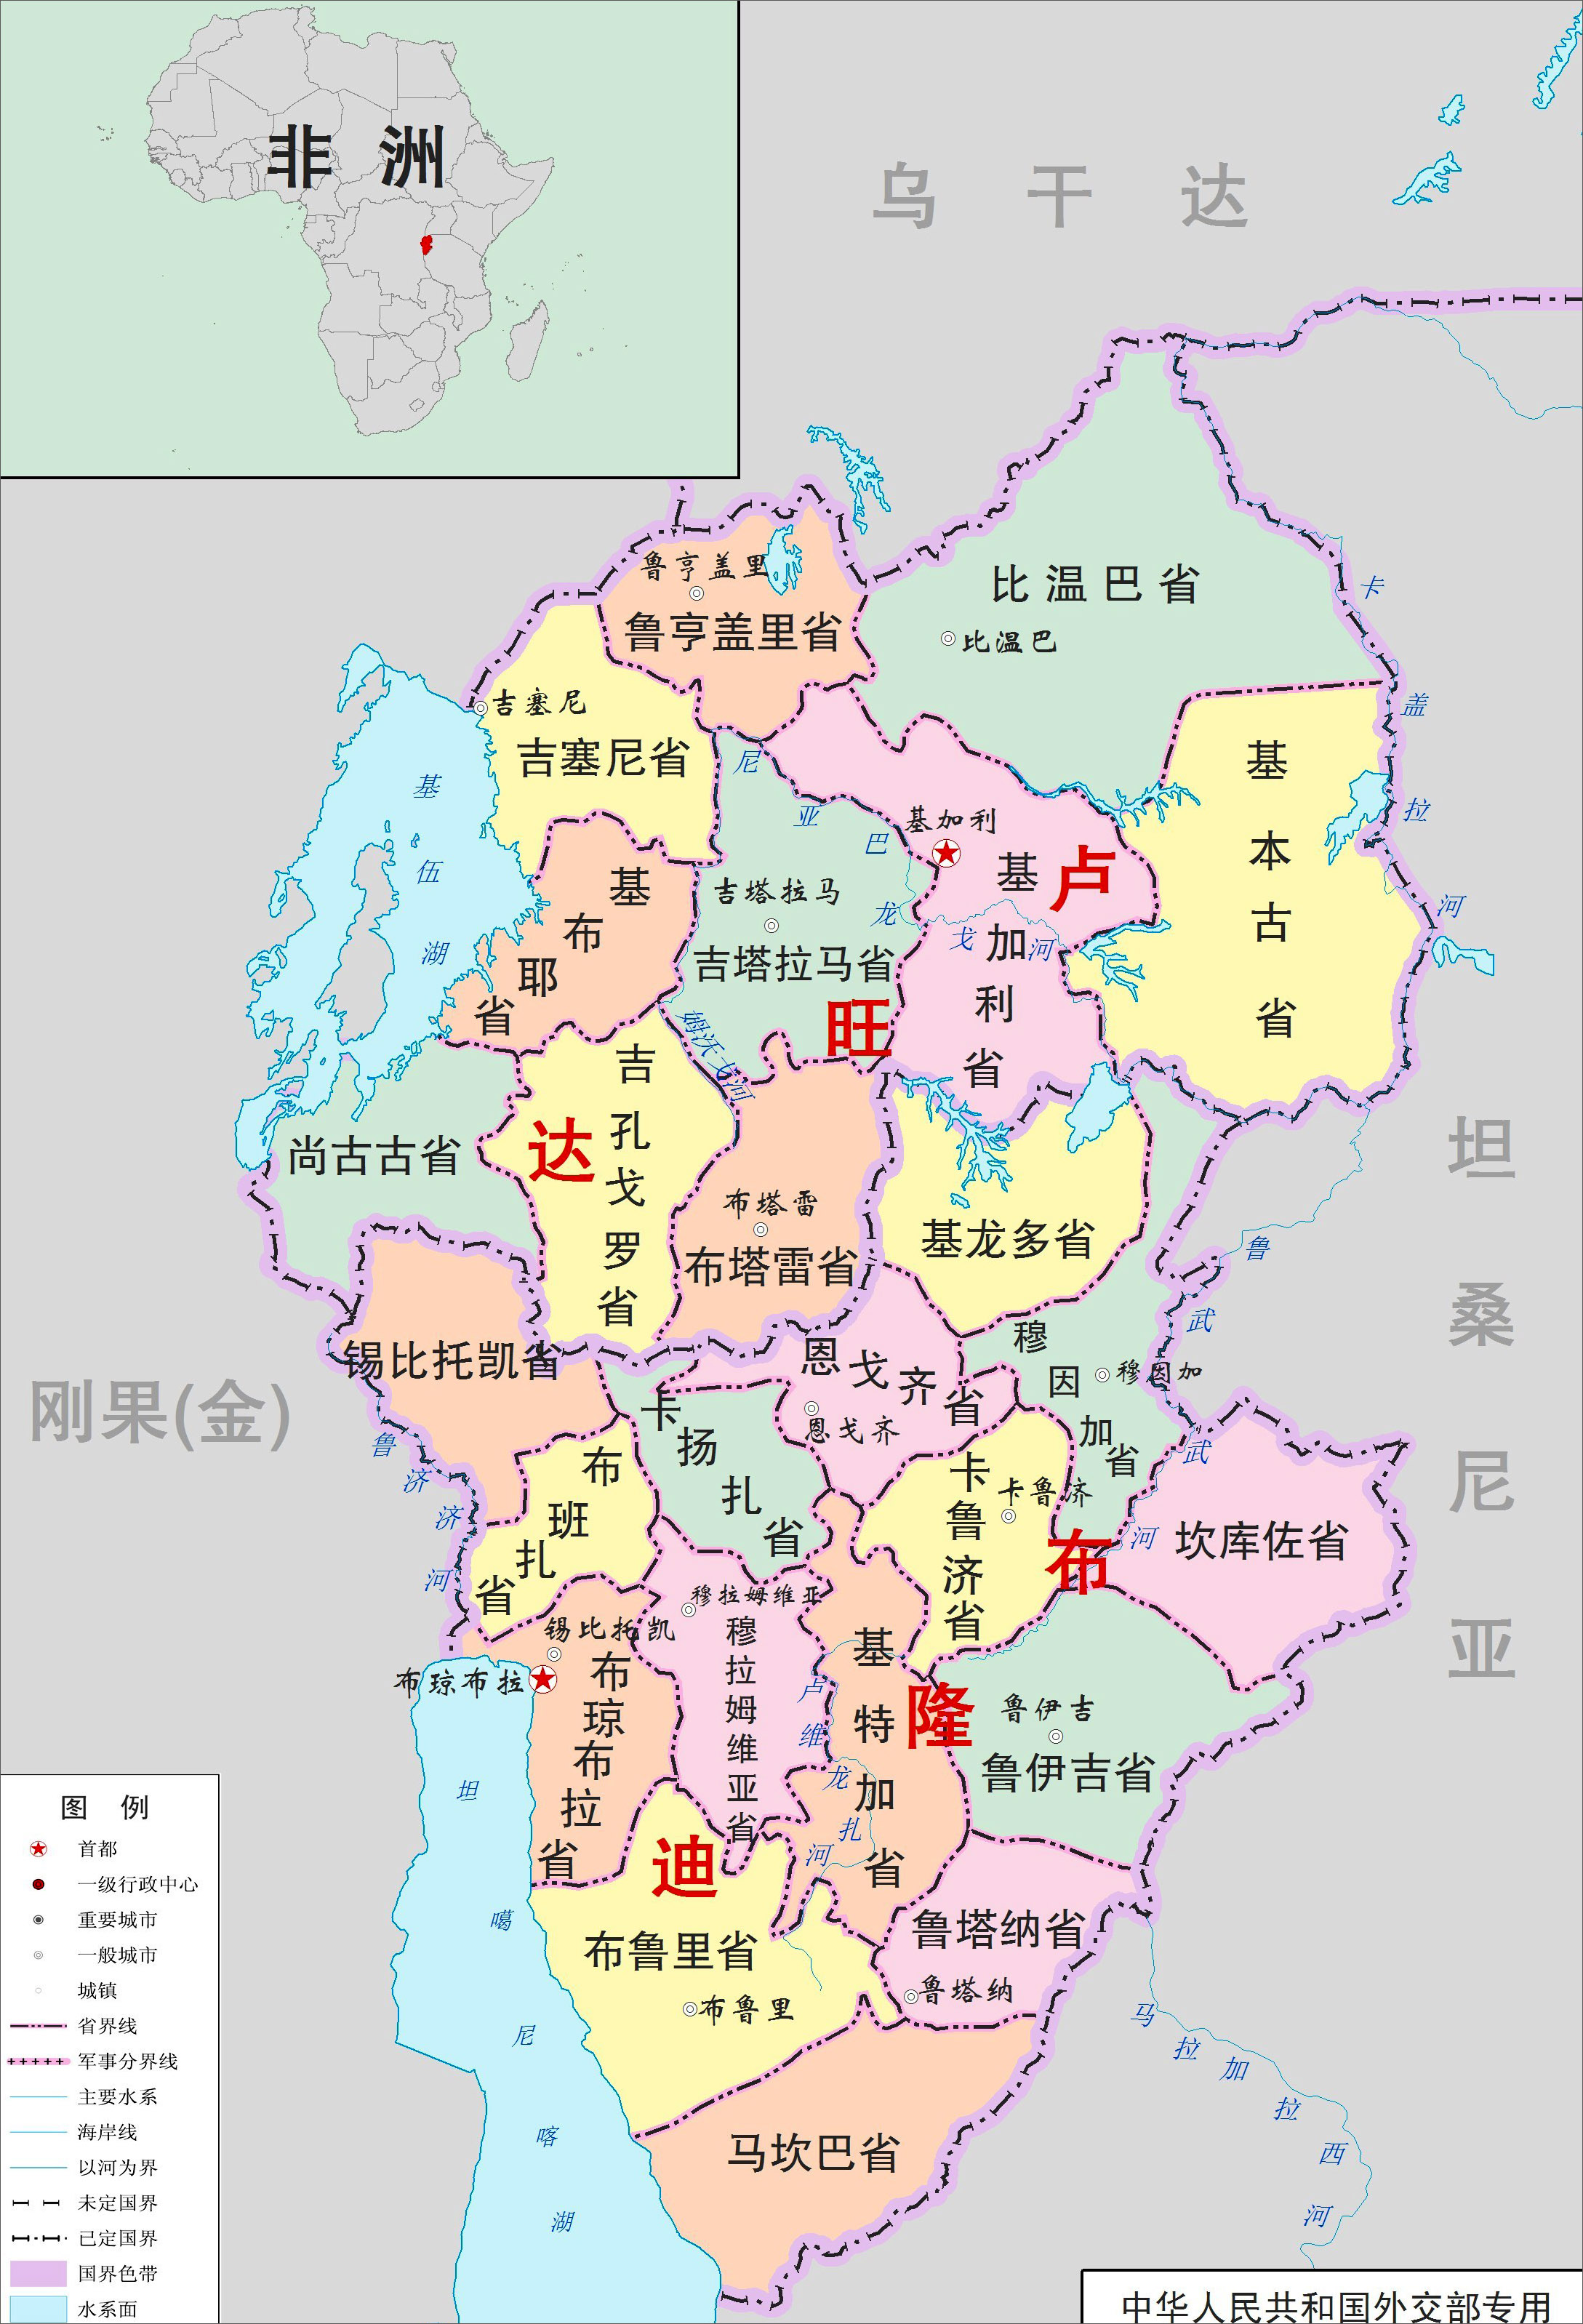 非洲
乌干达
鲁亨盖里
鲁亨盖里省
比温巴省
比温巴
卡盖拉河
吉塞尼
吉塞尼省
基本古省
基伍湖
尼亚巴龙戈河
基加利
基加利省
卢旺达
基布耶省
吉塔拉马
吉塔拉马省
姆沃戈河
吉孔戈罗省
尚古古省
布塔雷
布塔雷省
基龙多省
坦桑尼亚
鲁武武河
锡比托凯省
刚果(金)
鲁济济河
恩戈齐省
恩戈齐
穆因加省
穆因加
卡扬扎省
布班扎省
卡鲁济
卡鲁济省
坎库佐省
布隆迪
穆拉姆维亚
穆拉姆维亚省
锡比托凯
布琼布拉
布琼布拉省
基特加省
卢维龙扎河
鲁伊吉
鲁伊吉省
坦噶尼喀湖
布鲁里省
布鲁里
鲁塔纳省
鲁塔纳
马坎巴省
马拉加拉西河
图例
首都
一级行政中心
重要城市
一般城市
城镇
省界线
军事分界线
主要水系
海岸线
以河为界
未定国界
已定国界
国界色带
水系面
中华人民共和国外交部专用